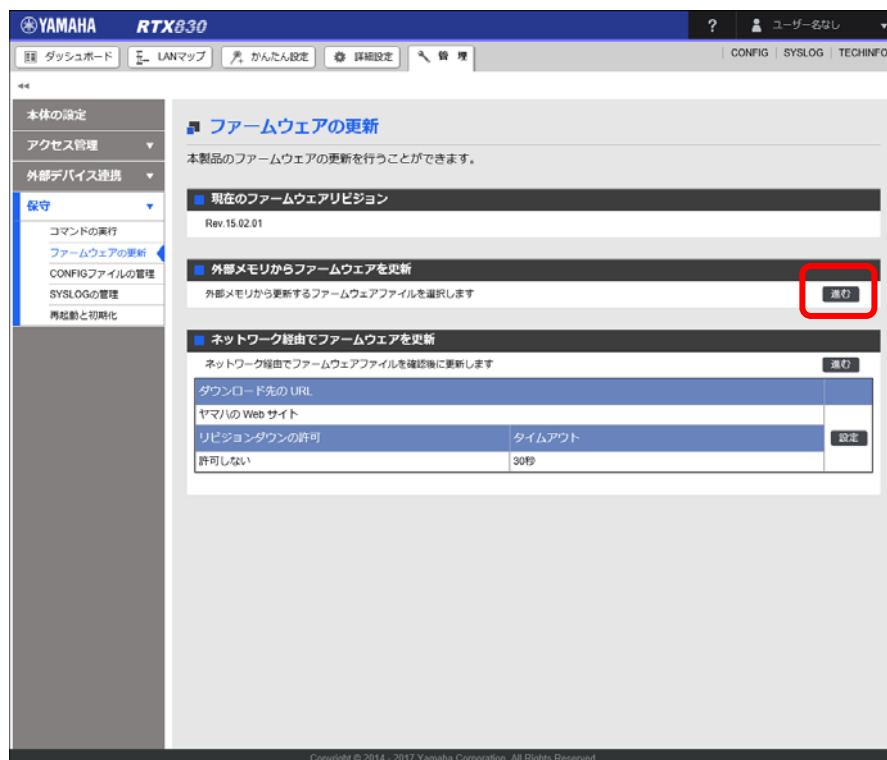 YAMAHA RTX830 ? ユーザー名なし
ダッシュボード LANマップ かんたん設定 詳細設定 管理 CONFIG SYSLOG TECHINFO
本体の設定
アクセス管理
外部デバイス連携
保守
コマンドの実行
ファームウェアの更新
CONFIGファイルの管理
SYSLOGの管理
再起動と初期化
ファームウェアの更新
本製品のファームウェアの更新を行うことができます。
現在のファームウェアリビジョン
Rev.15.02.01
外部メモリからファームウェアを更新
外部メモリから更新するファームウェアファイルを選択します 進む
ネットワーク経由でファームウェアを更新
ネットワーク経由でファームウェアファイルを確認後に更新します 進む
ダウンロード先の URL
ヤマハの Web サイト
リビジョンダウンの許可 タイムアウト 設定
許可しない 30秒
Copyright © 2014 - 2017 Yamaha Corporation. All Rights Reserved.